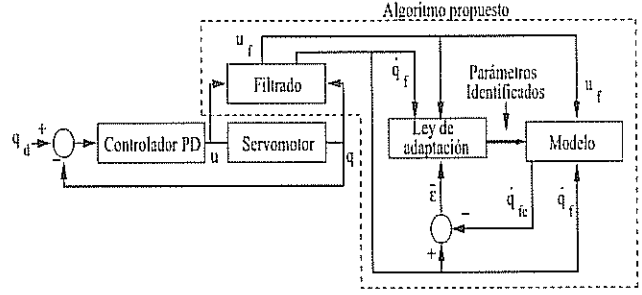 Algoritmo propuesto
u_f
Filtrado
q̇_f
Parámetros
Identificados
u_f
q_d
+
−
Controlador PD
u
Servomotor
q
Ley de
adaptación
Modelo
ε̄
q̇_fe
q̇_f
−
+